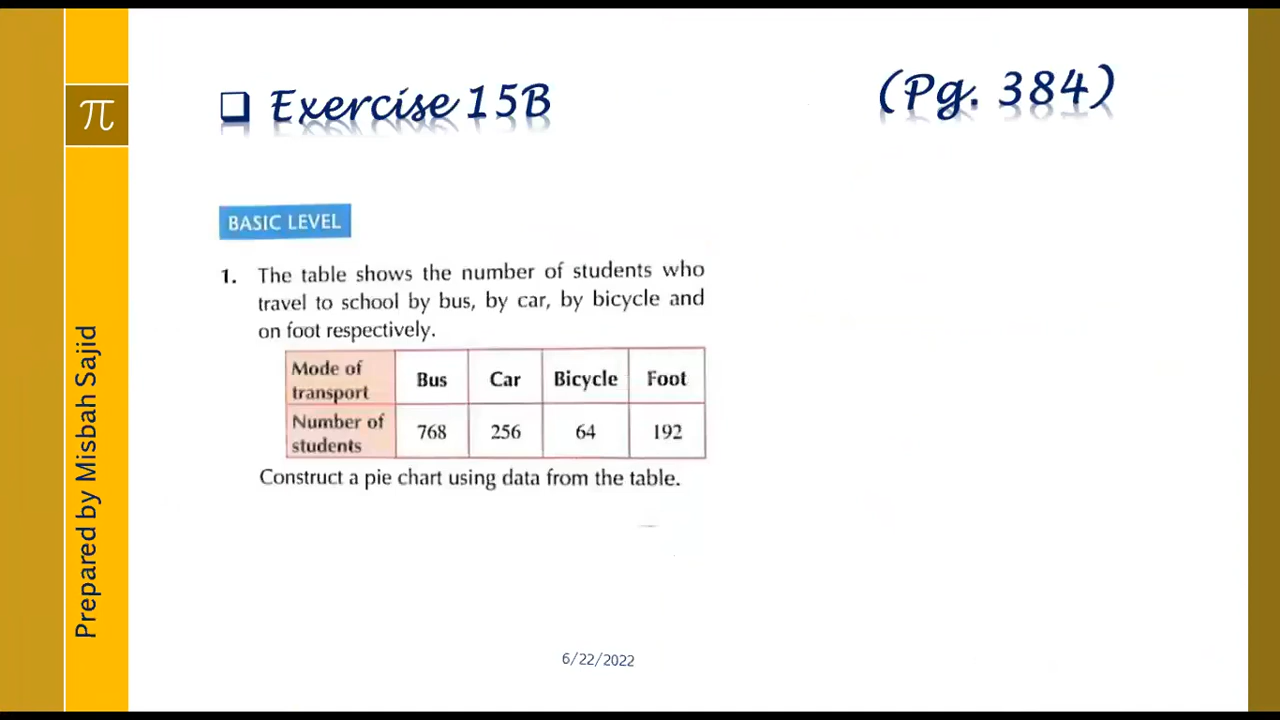 Exercise 15B
(Pg. 384)
π
BASIC LEVEL
1. The table shows the number of students who
travel to school by bus, by car, by bicycle and
on foot respectively.
Mode of transport Bus Car Bicycle Foot
Number of students 768 256 64 192
Construct a pie chart using data from the table.
Prepared by Misbah Sajid
6/22/2022